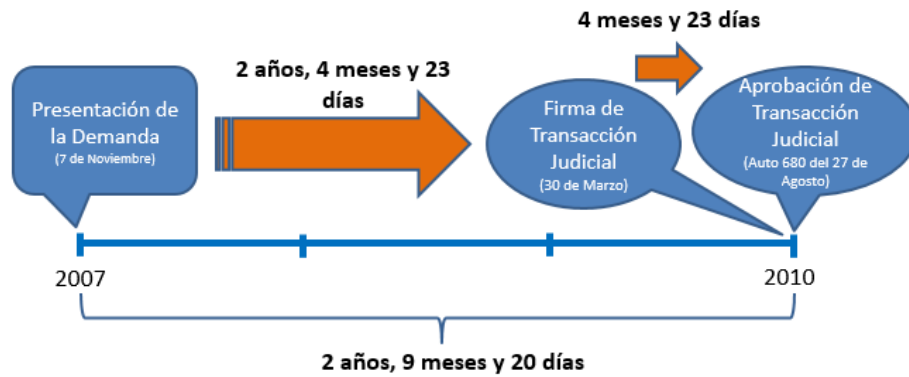 4 meses y 23 días
2 años, 4 meses y 23
días
Presentación de
la Demanda
(7 de Noviembre)
Firma de
Transacción
Judicial
(30 de Marzo)
Aprobación de
Transacción
Judicial
(Auto 680 del 27 de
Agosto)
2007
2010
2 años, 9 meses y 20 días